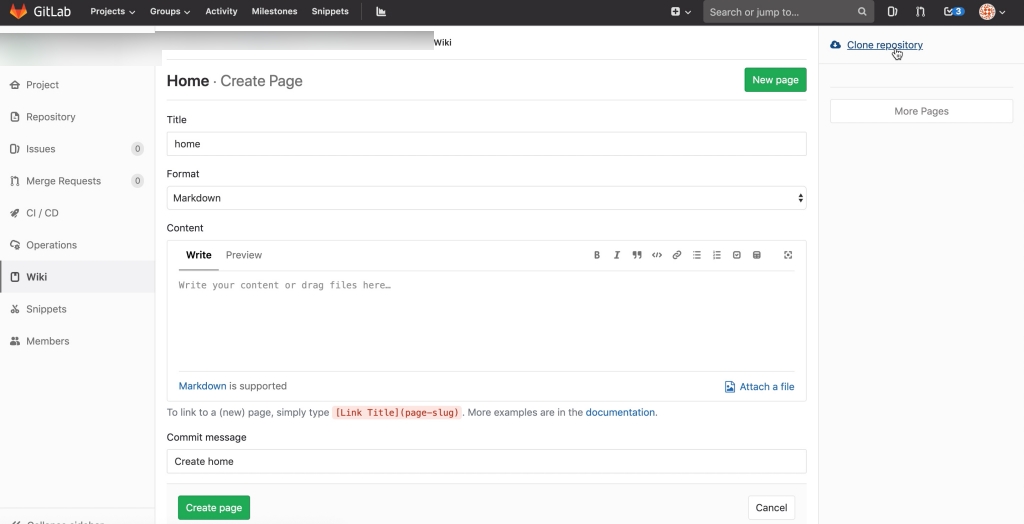 GitLab Projects Groups Activity Milestones Snippets Search or jump to... 3
Wiki
Clone repository
More Pages
Project
Repository
Issues 0
Merge Requests 0
CI / CD
Operations
Wiki
Snippets
Members
Collapse sidebar
Home · Create Page New page
Title
home
Format
Markdown
Content
Write Preview
Write your content or drag files here…
Markdown is supported Attach a file
To link to a (new) page, simply type [Link Title](page-slug) . More examples are in the documentation.
Commit message
Create home
Create page Cancel